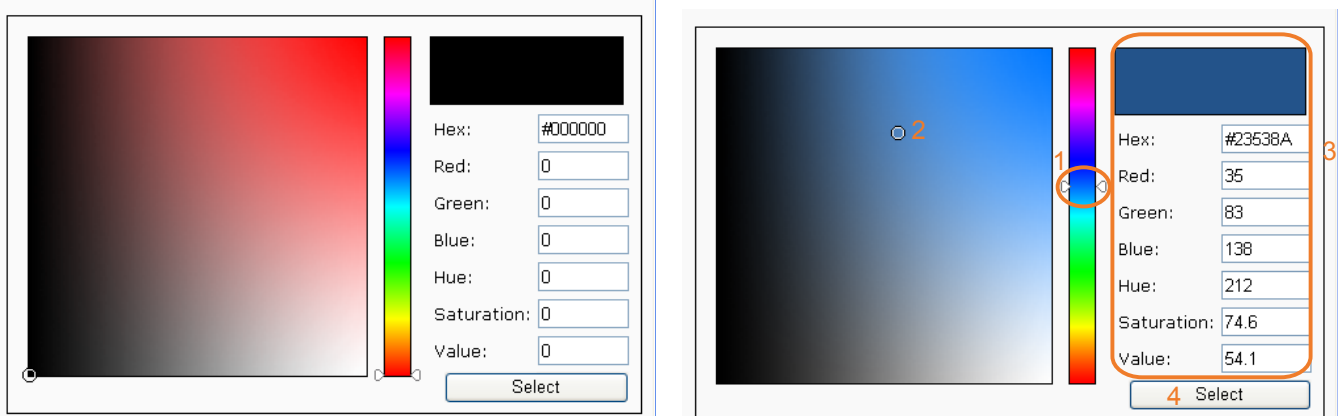 Hex: #000000
Red: 0
Green: 0
Blue: 0
Hue: 0
Saturation: 0
Value: 0
Select
1
2
3
Hex: #23538A
Red: 35
Green: 83
Blue: 138
Hue: 212
Saturation: 74.6
Value: 54.1
4 Select